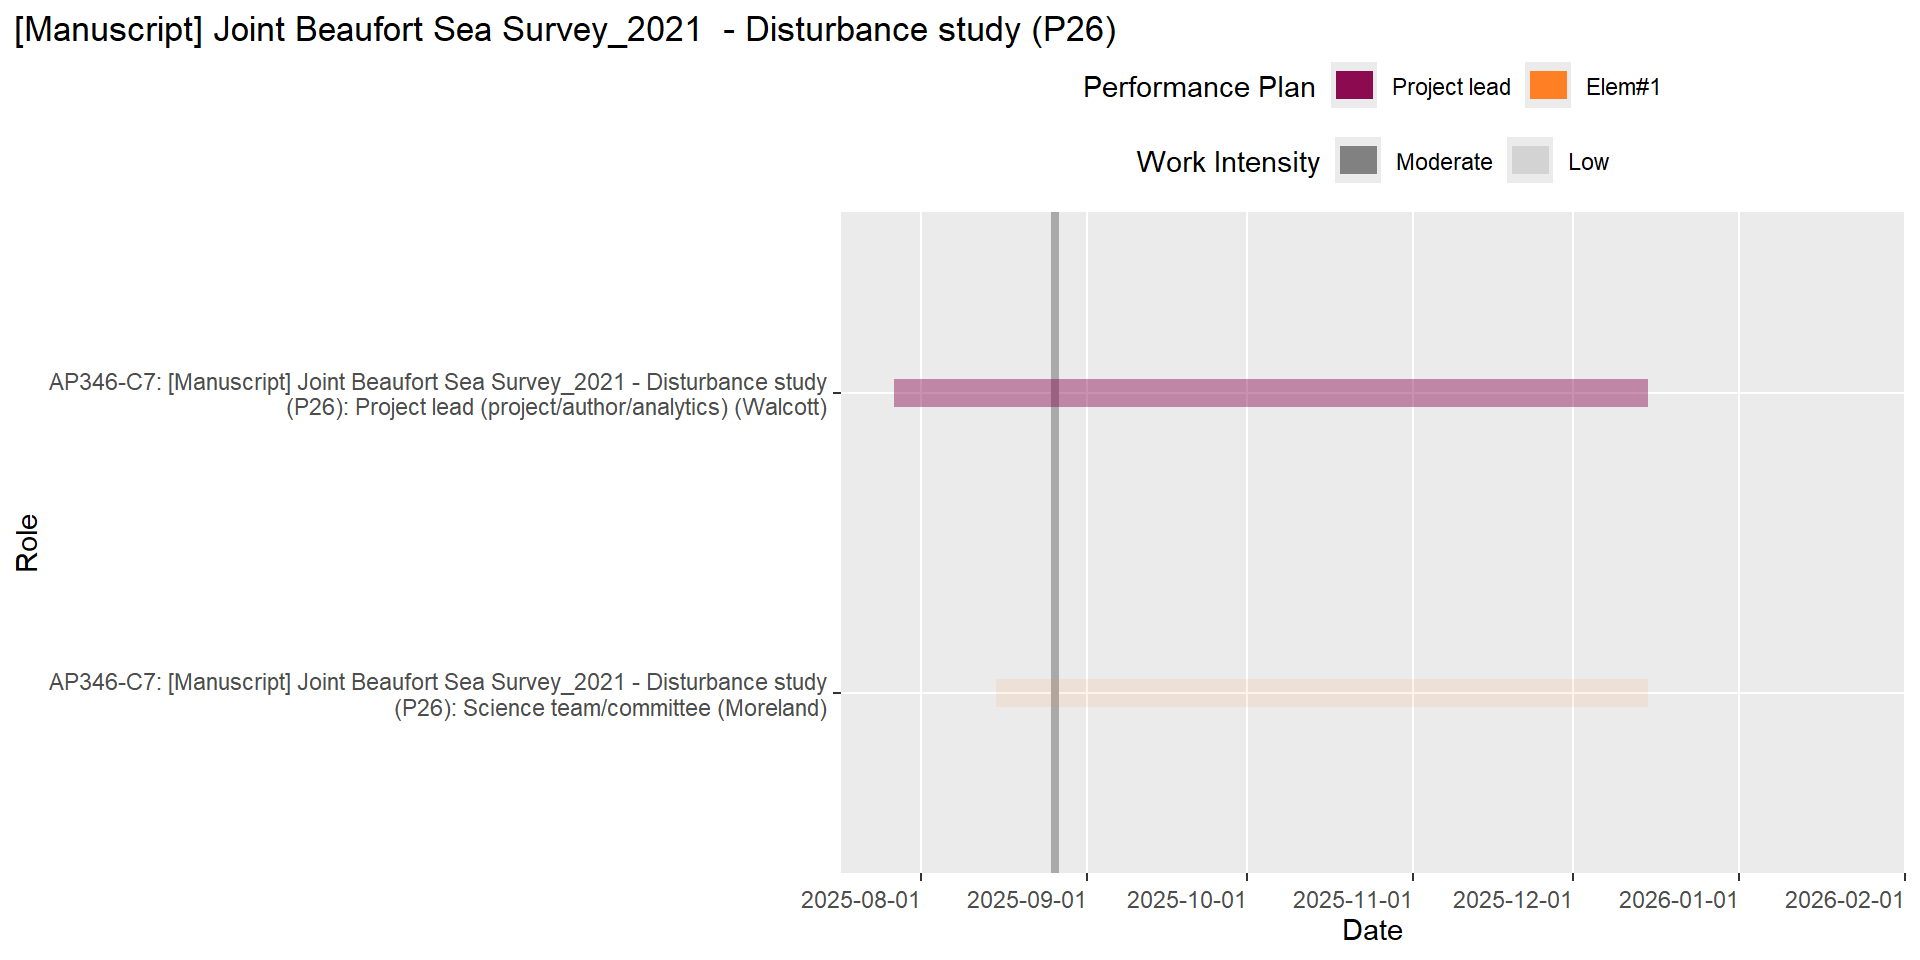 [Manuscript] Joint Beaufort Sea Survey_2021  - Disturbance study (P26)
Performance Plan Project lead Elem#1
Work Intensity Moderate Low
AP346-C7: [Manuscript] Joint Beaufort Sea Survey_2021 - Disturbance study
(P26): Project lead (project/author/analytics) (Walcott)
Role
AP346-C7: [Manuscript] Joint Beaufort Sea Survey_2021 - Disturbance study
(P26): Science team/committee (Moreland)
2025-08-01 2025-09-01 2025-10-01 2025-11-01 2025-12-01 2026-01-01 2026-02-01
Date